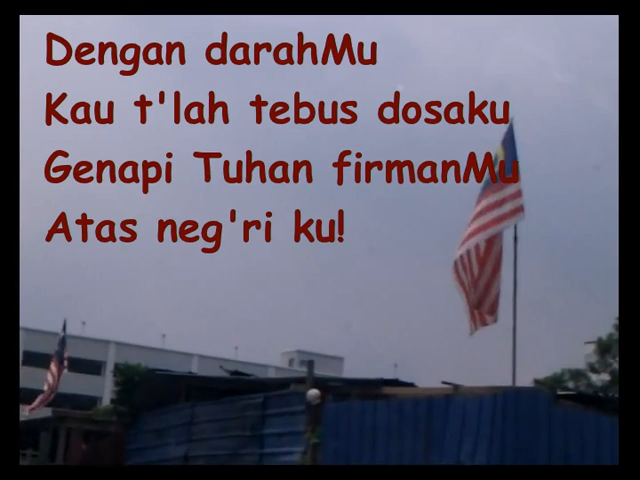 Dengan darahMu
Kau t'lah tebus dosaku
Genapi Tuhan firmanMu
Atas neg'ri ku!